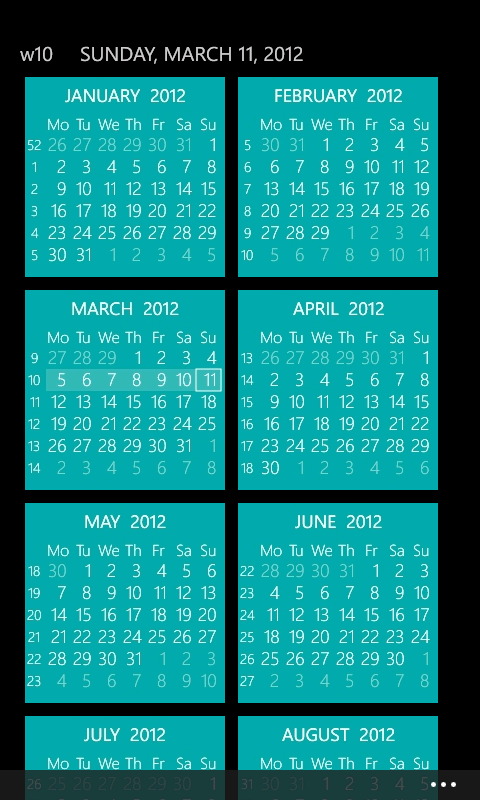 w10 SUNDAY, MARCH 11, 2012
JANUARY 2012
Mo Tu We Th Fr Sa Su
52 26 27 28 29 30 31 1
1 2 3 4 5 6 7 8
2 9 10 11 12 13 14 15
3 16 17 18 19 20 21 22
4 23 24 25 26 27 28 29
5 30 31 1 2 3 4 5
FEBRUARY 2012
Mo Tu We Th Fr Sa Su
5 30 31 1 2 3 4 5
6 6 7 8 9 10 11 12
7 13 14 15 16 17 18 19
8 20 21 22 23 24 25 26
9 27 28 29 1 2 3 4
10 5 6 7 8 9 10 11
MARCH 2012
Mo Tu We Th Fr Sa Su
9 27 28 29 1 2 3 4
10 5 6 7 8 9 10 11
11 12 13 14 15 16 17 18
12 19 20 21 22 23 24 25
13 26 27 28 29 30 31 1
14 2 3 4 5 6 7 8
APRIL 2012
Mo Tu We Th Fr Sa Su
13 26 27 28 29 30 31 1
14 2 3 4 5 6 7 8
15 9 10 11 12 13 14 15
16 16 17 18 19 20 21 22
17 23 24 25 26 27 28 29
18 30 1 2 3 4 5 6
MAY 2012
Mo Tu We Th Fr Sa Su
18 30 1 2 3 4 5 6
19 7 8 9 10 11 12 13
20 14 15 16 17 18 19 20
21 21 22 23 24 25 26 27
22 28 29 30 31 1 2 3
23 4 5 6 7 8 9 10
JUNE 2012
Mo Tu We Th Fr Sa Su
22 28 29 30 31 1 2 3
23 4 5 6 7 8 9 10
24 11 12 13 14 15 16 17
25 18 19 20 21 22 23 24
26 25 26 27 28 29 30 1
27 2 3 4 5 6 7 8
JULY 2012
Mo Tu We Th Fr Sa Su
26 25 26 27 28 29 30 1
AUGUST 2012
Mo Tu We Th Fr Sa Su
31 30 31 1 2 3 4 5